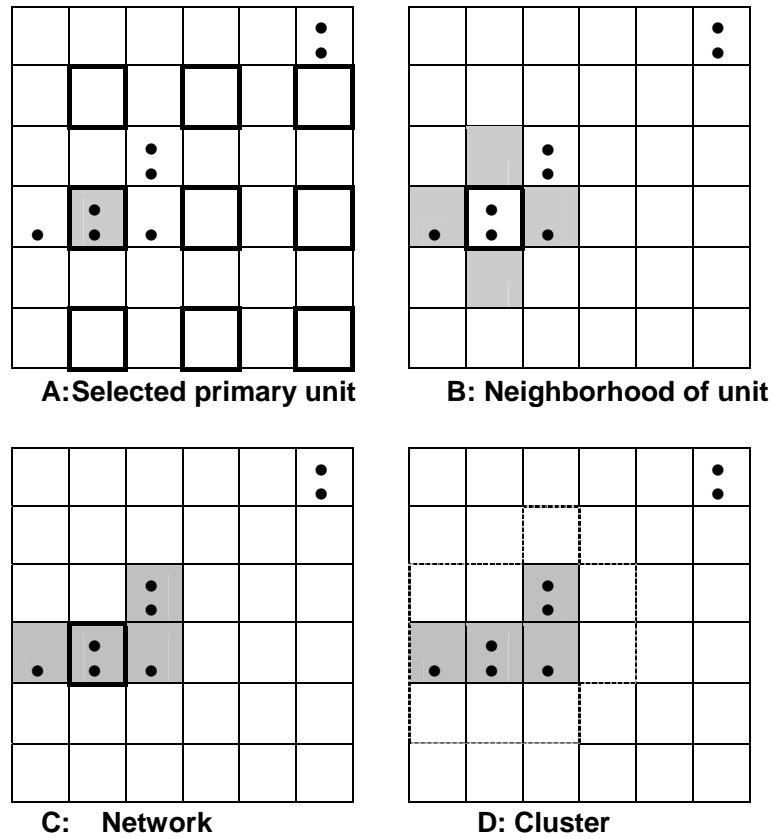 A:Selected primary unit
B: Neighborhood of unit
C: Network
D: Cluster